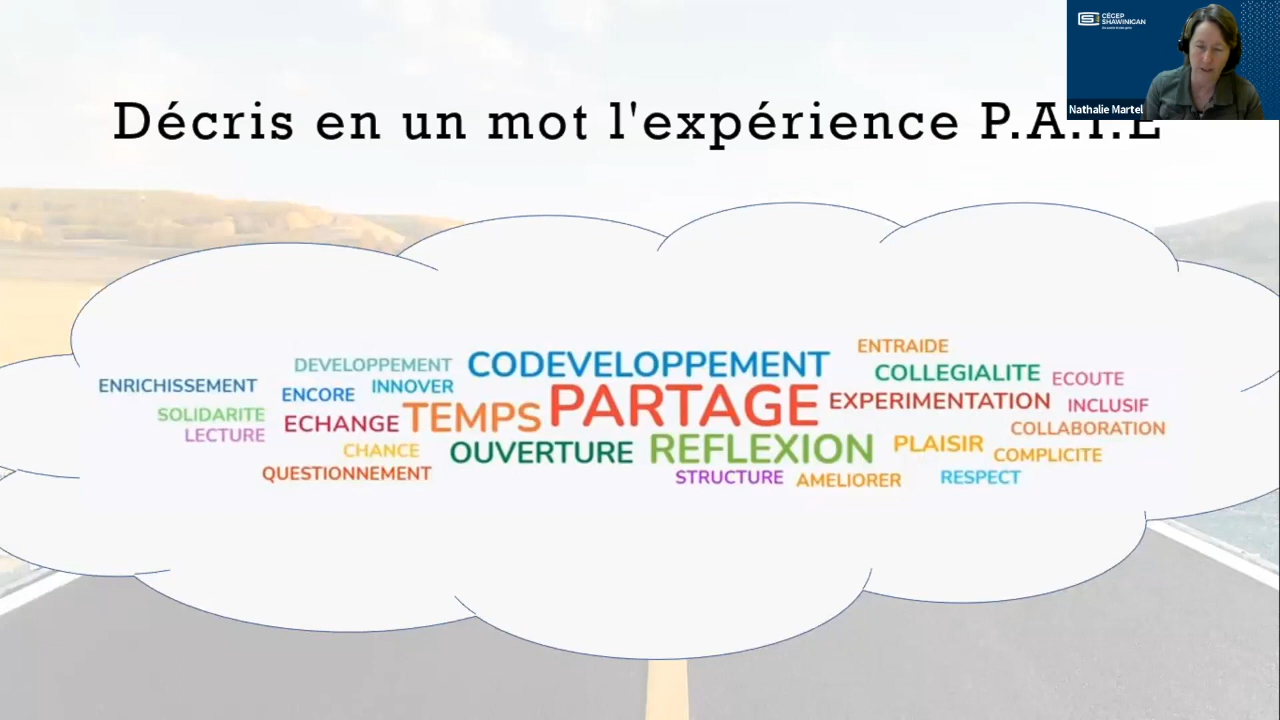 CÉGEP
SHAWINIGAN
Nathalie Martel
Décris en un mot l'expérience P.A.I.E
ENTRAIDE
DEVELOPPEMENT CODEVELOPPEMENT COLLEGIALITE ECOUTE
ENRICHISSEMENT ENCORE INNOVER
PARTAGE EXPERIMENTATION INCLUSIF
SOLIDARITE ECHANGE TEMPS COLLABORATION
LECTURE CHANCE OUVERTURE REFLEXION PLAISIR COMPLICITE
QUESTIONNEMENT STRUCTURE AMELIORER RESPECT